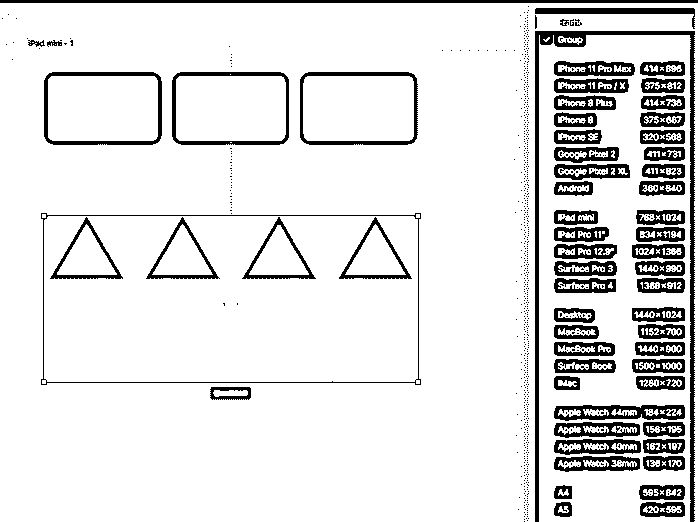 iPad mini - 1
Group
iPhone 11 Pro Max 414×896
iPhone 11 Pro / X 375×812
iPhone 8 Plus 414×736
iPhone 8 375×667
iPhone SE 320×568
Google Pixel 2 411×731
Google Pixel 2 XL 411×823
Android 360×640
iPad mini 768×1024
iPad Pro 11" 834×1194
iPad Pro 12.9" 1024×1366
Surface Pro 3 1440×990
Surface Pro 4 1368×912
Desktop 1440×1024
MacBook 1152×700
MacBook Pro 1440×900
Surface Book 1500×1000
iMac 1280×720
Apple Watch 44mm 184×224
Apple Watch 42mm 156×195
Apple Watch 40mm 162×197
Apple Watch 38mm 136×170
A4 595×842
A5 420×595